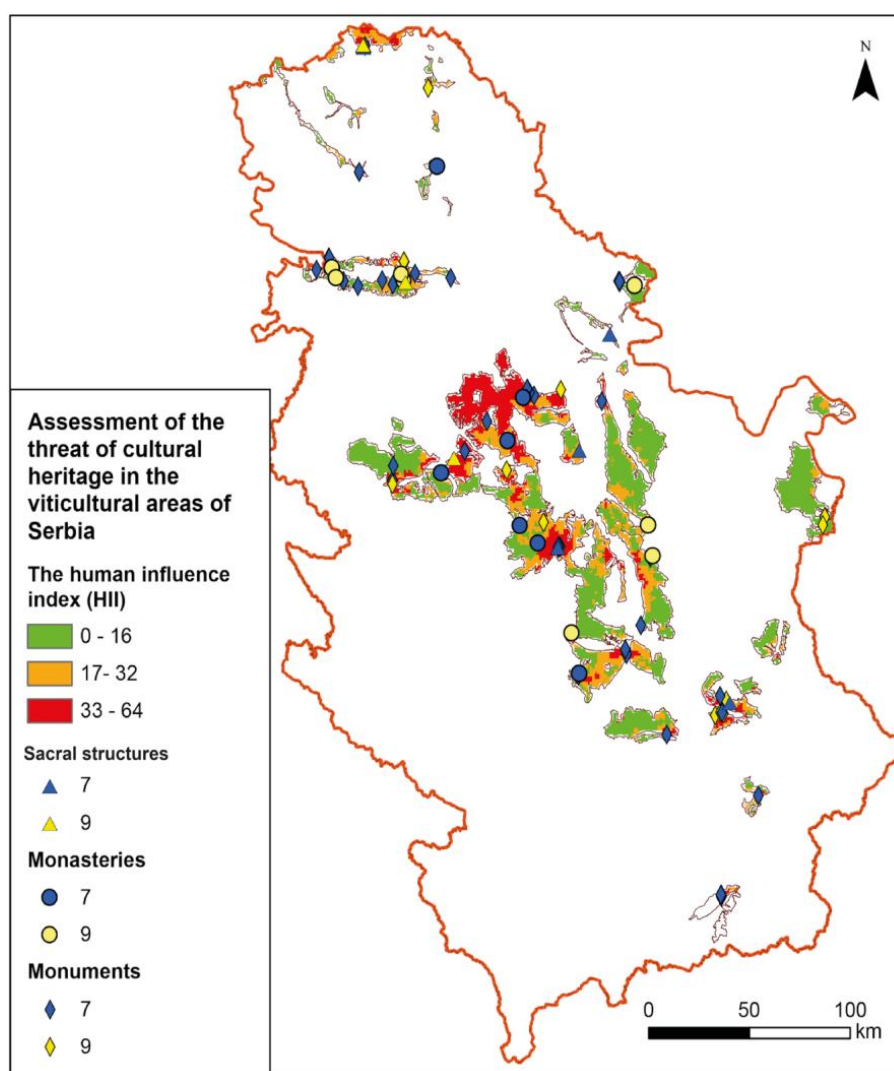 N
Assessment of the
threat of cultural
heritage in the
viticultural areas of
Serbia
The human influence
index (HII)
0 - 16
17- 32
33 - 64
Sacral structures
7
9
Monasteries
7
9
Monuments
7
9
0 50 100
km